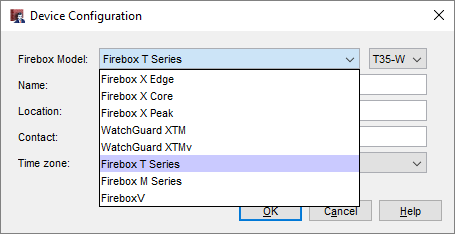 Device Configuration
Firebox Model: Firebox T Series T35-W
Firebox X Edge
Name:
Firebox X Core
Location:
Firebox X Peak
WatchGuard XTM
Contact:
WatchGuard XTMv
Time zone:
Firebox T Series
Firebox M Series
FireboxV
OK Cancel Help